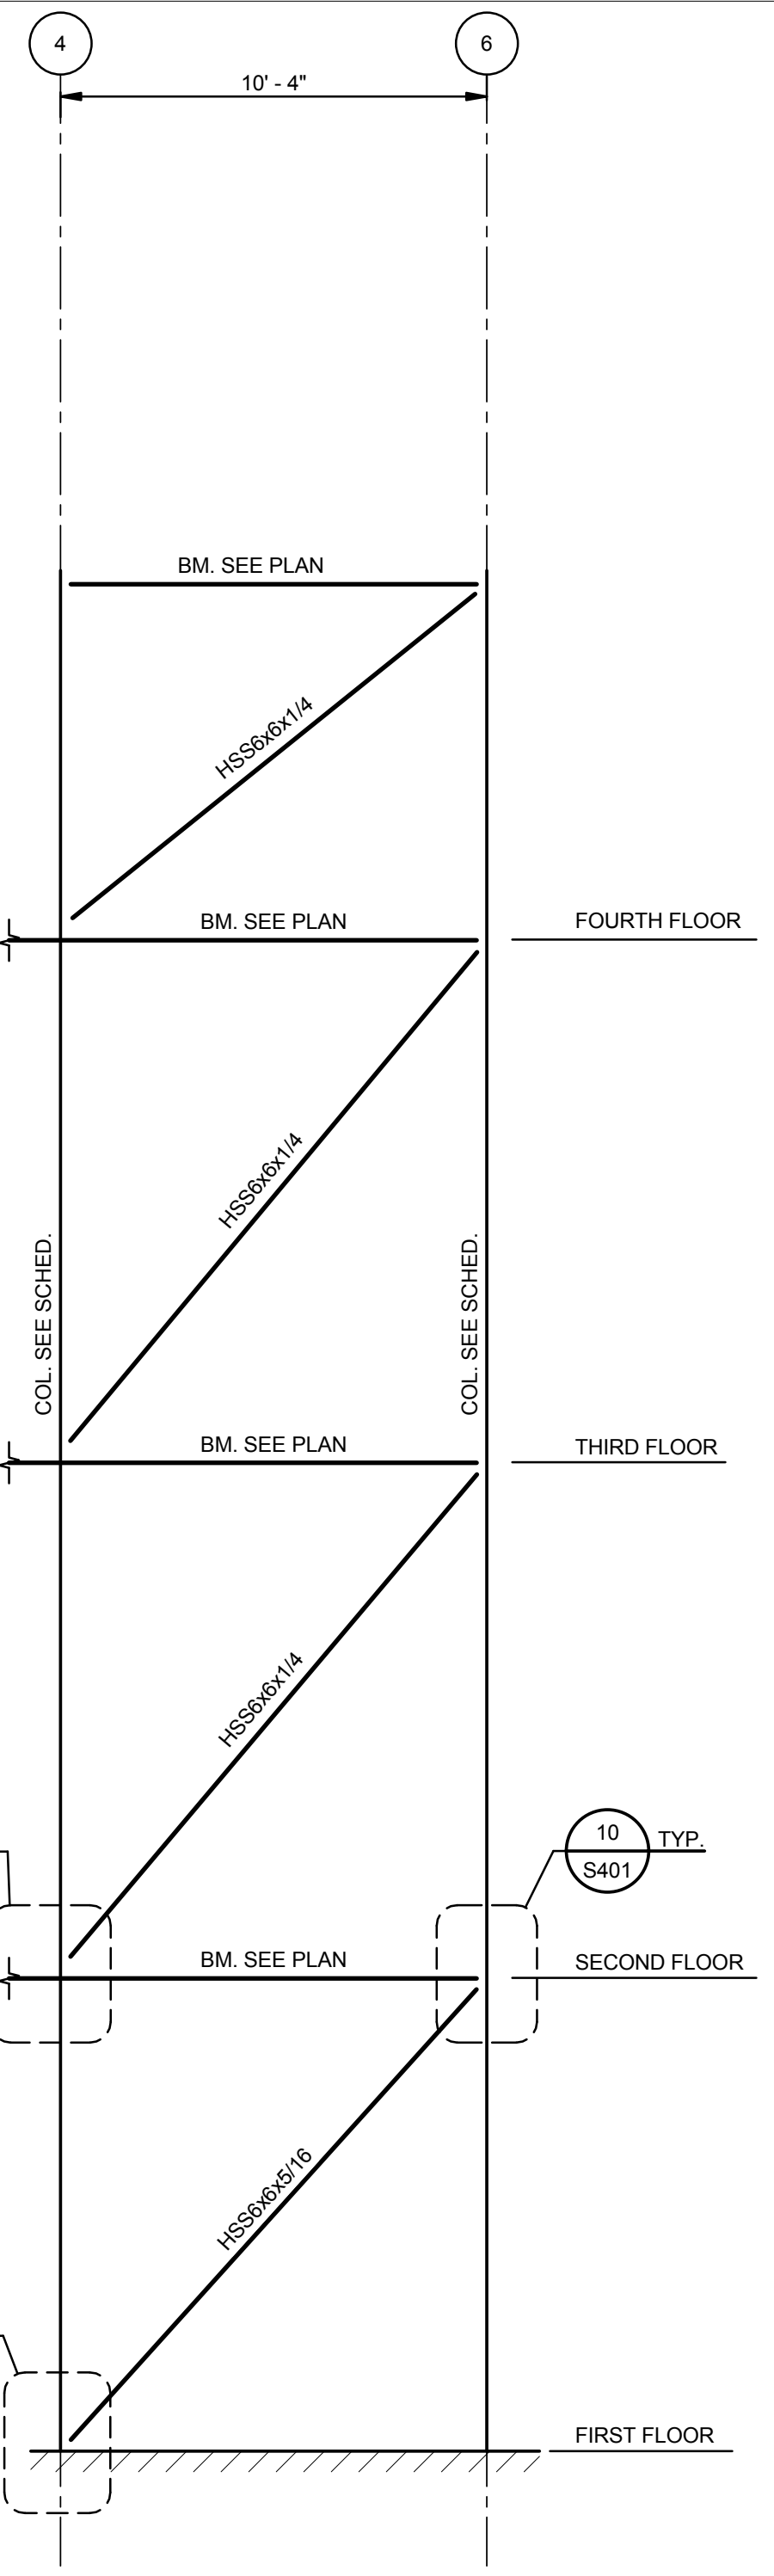 4
6
10' - 4"
BM. SEE PLAN
HSS6x6x1/4
BM. SEE PLAN
FOURTH FLOOR
HSS6x6x1/4
COL. SEE SCHED.
COL. SEE SCHED.
BM. SEE PLAN
THIRD FLOOR
HSS6x6x1/4
10
TYP.
S401
BM. SEE PLAN
SECOND FLOOR
HSS6x6x5/16
FIRST FLOOR